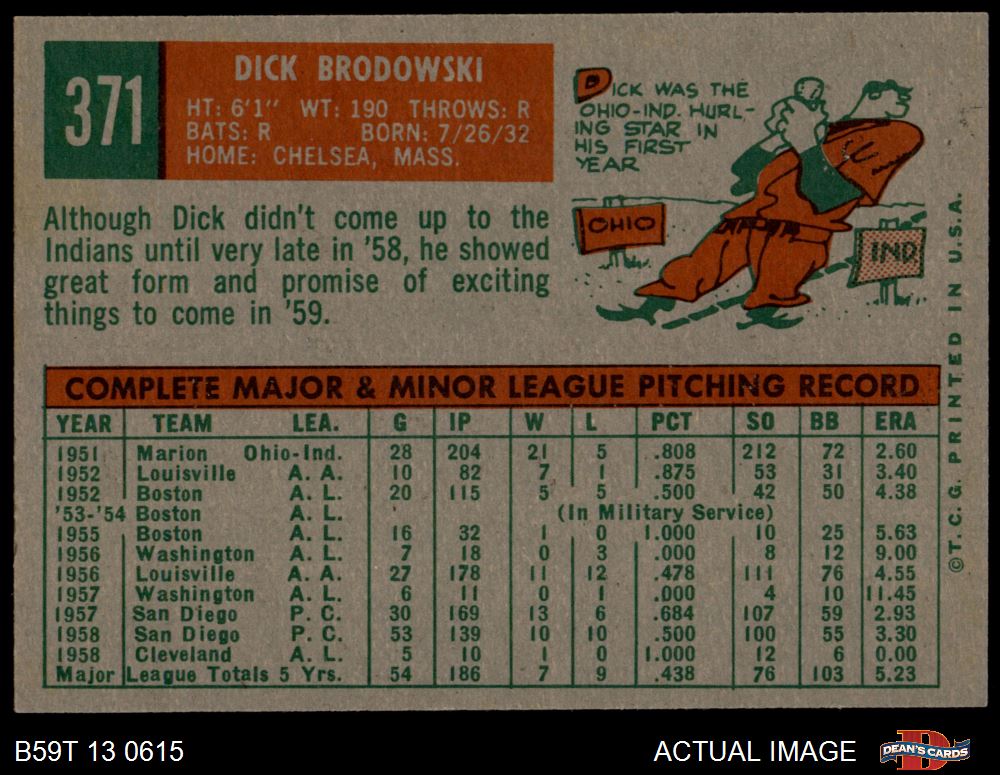 371
DICK BRODOWSKI
HT: 6'1" WT: 190 THROWS: R
BATS: R BORN: 7/26/32
HOME: CHELSEA, MASS.
DICK WAS THE
OHIO-IND. HURL-
ING STAR IN
HIS FIRST
YEAR
OHIO
IND
Although Dick didn't come up to the
Indians until very late in '58, he showed
great form and promise of exciting
things to come in '59.
COMPLETE MAJOR & MINOR LEAGUE PITCHING RECORD
YEAR TEAM LEA. G IP W L PCT SO BB ERA
1951 Marion Ohio-Ind. 28 204 21 5 .808 212 72 2.60
1952 Louisville A. A. 10 82 7 1 .875 53 31 3.40
1952 Boston A. L. 20 115 5 5 .500 42 50 4.38
'53-'54 Boston A. L. (In Military Service)
1955 Boston A. L. 16 32 1 0 1.000 10 25 5.63
1956 Washington A. L. 7 18 0 3 .000 8 12 9.00
1956 Louisville A. A. 27 178 11 12 .478 111 76 4.55
1957 Washington A. L. 6 11 0 1 .000 4 10 11.45
1957 San Diego P. C. 30 169 13 6 .684 107 59 2.93
1958 San Diego P. C. 53 139 10 10 .500 100 55 3.30
1958 Cleveland A. L. 5 10 1 0 1.000 12 6 0.00
Major League Totals 5 Yrs. 54 186 7 9 .438 76 103 5.23
©T.C.G. PRINTED IN U.S.A.
B59T 13 0615
ACTUAL IMAGE
D
DEAN'S CARDS